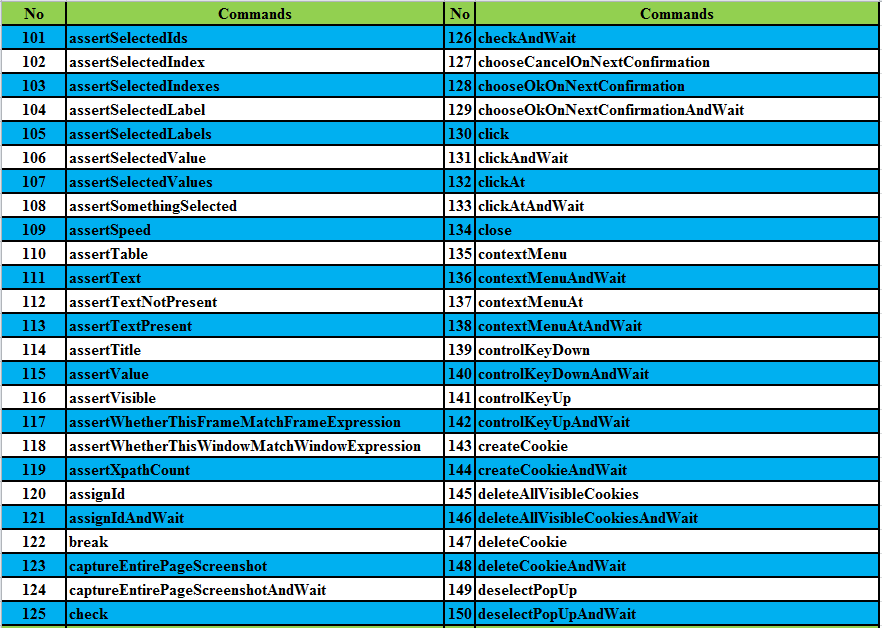 No Commands No Commands
101 assertSelectedIds 126 checkAndWait
102 assertSelectedIndex 127 chooseCancelOnNextConfirmation
103 assertSelectedIndexes 128 chooseOkOnNextConfirmation
104 assertSelectedLabel 129 chooseOkOnNextConfirmationAndWait
105 assertSelectedLabels 130 click
106 assertSelectedValue 131 clickAndWait
107 assertSelectedValues 132 clickAt
108 assertSomethingSelected 133 clickAtAndWait
109 assertSpeed 134 close
110 assertTable 135 contextMenu
111 assertText 136 contextMenuAndWait
112 assertTextNotPresent 137 contextMenuAt
113 assertTextPresent 138 contextMenuAtAndWait
114 assertTitle 139 controlKeyDown
115 assertValue 140 controlKeyDownAndWait
116 assertVisible 141 controlKeyUp
117 assertWhetherThisFrameMatchFrameExpression 142 controlKeyUpAndWait
118 assertWhetherThisWindowMatchWindowExpression 143 createCookie
119 assertXpathCount 144 createCookieAndWait
120 assignId 145 deleteAllVisibleCookies
121 assignIdAndWait 146 deleteAllVisibleCookiesAndWait
122 break 147 deleteCookie
123 captureEntirePageScreenshot 148 deleteCookieAndWait
124 captureEntirePageScreenshotAndWait 149 deselectPopUp
125 check 150 deselectPopUpAndWait